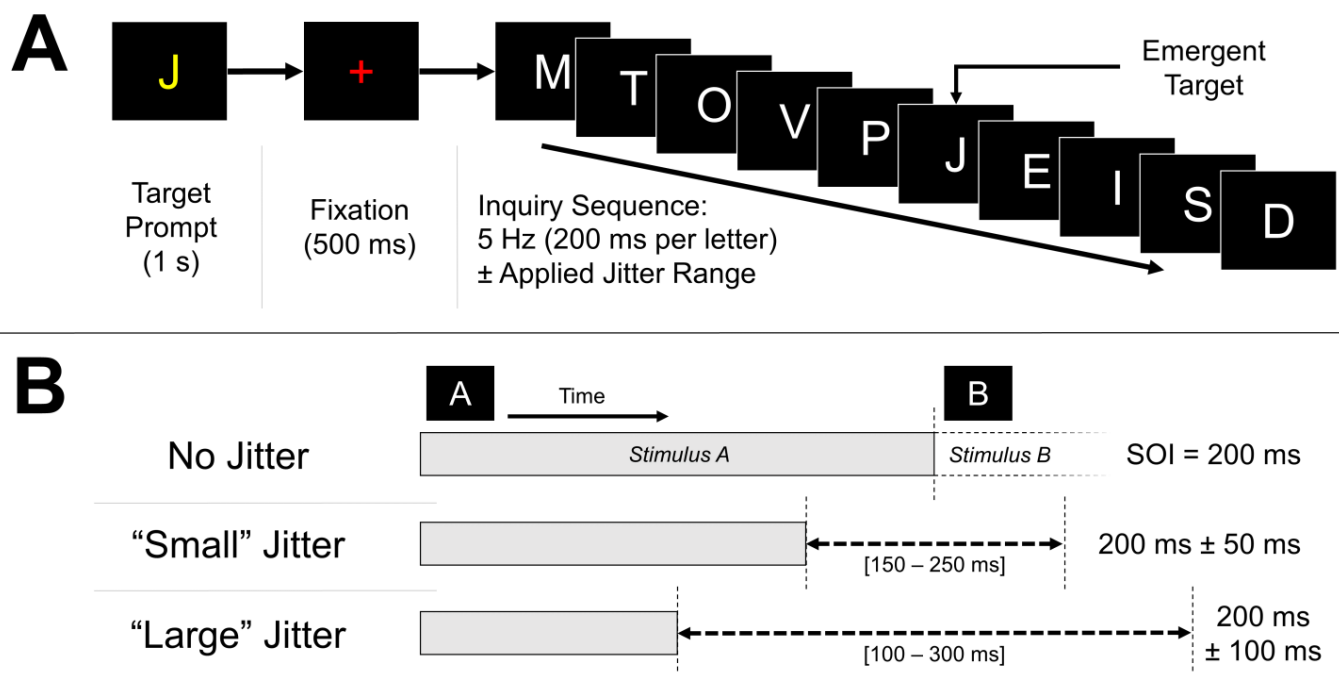 A
J
+
M
T
O
V
P
J
E
I
S
D
Emergent
Target
Target
Prompt
(1 s)
Fixation
(500 ms)
Inquiry Sequence:
5 Hz (200 ms per letter)
± Applied Jitter Range
B
A
Time
B
No Jitter
Stimulus A
Stimulus B
SOI = 200 ms
“Small” Jitter
[150 – 250 ms]
200 ms ± 50 ms
“Large” Jitter
[100 – 300 ms]
200 ms
± 100 ms